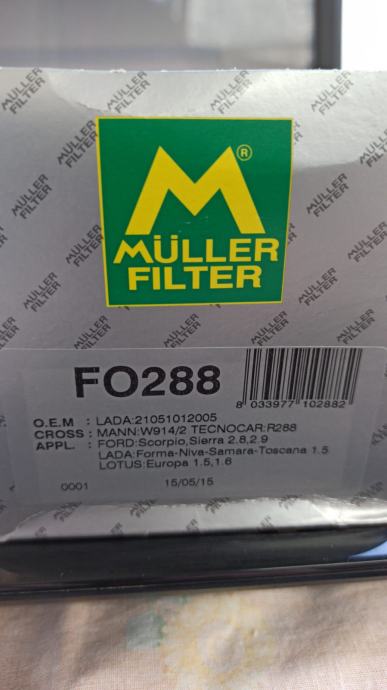 MÜLLER
FILTER
®
MÜLLER
FILTER
FO288
8 033977 102882
O.E.M : LADA:21051012005
CROSS : MANN:W914/2 TECNOCAR:R288
APPL. : FORD:Scorpio,Sierra 2.8,2.9
LADA:Forma-Niva-Samara-Toscana 1.5
LOTUS:Europa 1.5,1.6
0001 15/05/15